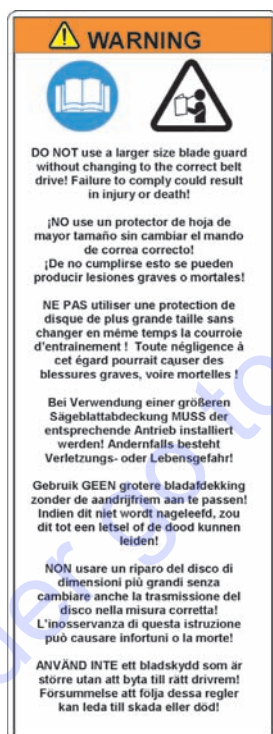 WARNING
DO NOT use a larger size blade guard
without changing to the correct belt
drive! Failure to comply could result
in injury or death!
¡NO use un protector de hoja de
mayor tamaño sin cambiar el mando
de correa correcto!
¡De no cumplirse esto se pueden
producir lesiones graves o mortales!
NE PAS utiliser une protection de
disque de plus grande taille sans
changer en même temps la courroie
d'entraînement ! Toute négligence à
cet égard pourrait causer des
blessures graves, voire mortelles !
Bei Verwendung einer größeren
Sägeblattabdeckung MUSS der
entsprechende Antrieb installiert
werden! Andernfalls besteht
Verletzungs- oder Lebensgefahr!
Gebruik GEEN grotere bladafdekking
zonder de aandrijfriem aan te passen!
Indien dit niet wordt nageleefd, zou
dit tot een letsel of de dood kunnen
leiden!
NON usare un riparo del disco di
dimensioni più grandi senza
cambiare anche la trasmissione del
disco nella misura corretta!
L'inosservanza di questa istruzione
può causare infortuni o la morte!
ANVÄND INTE ett bladskydd som är
större utan att byta till rätt drivrem!
Försummelse att följa dessa regler
kan leda till skada eller död!